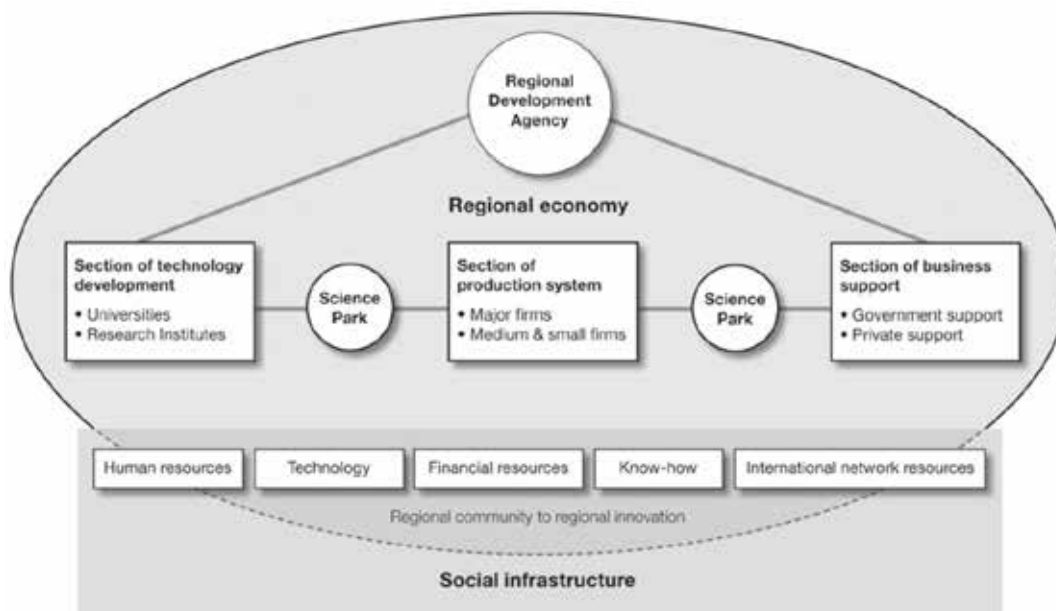 Regional
Development
Agency
Regional economy
Section of technology
development
• Universities
• Research Institutes
Science
Park
Section of
production system
• Major firms
• Medium & small firms
Science
Park
Section of business
support
• Government support
• Private support
Human resources
Technology
Financial resources
Know-how
International network resources
Regional community to regional innovation
Social infrastructure